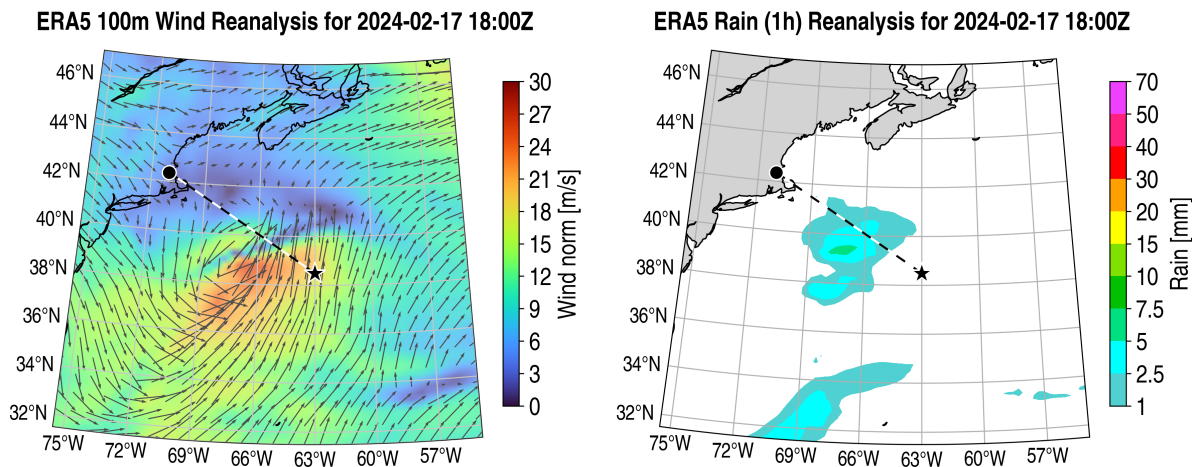 ERA5 100m Wind Reanalysis for 2024-02-17 18:00Z
46°N
44°N
42°N
40°N
38°N
36°N
34°N
32°N
75°W
72°W
69°W
66°W
63°W
60°W
57°W
30
27
24
21
18
15
12
9
6
3
0
Wind norm [m/s]
ERA5 Rain (1h) Reanalysis for 2024-02-17 18:00Z
46°N
44°N
42°N
40°N
38°N
36°N
34°N
32°N
75°W
72°W
69°W
66°W
63°W
60°W
57°W
70
50
40
30
20
15
10
7.5
5
2.5
1
Rain [mm]